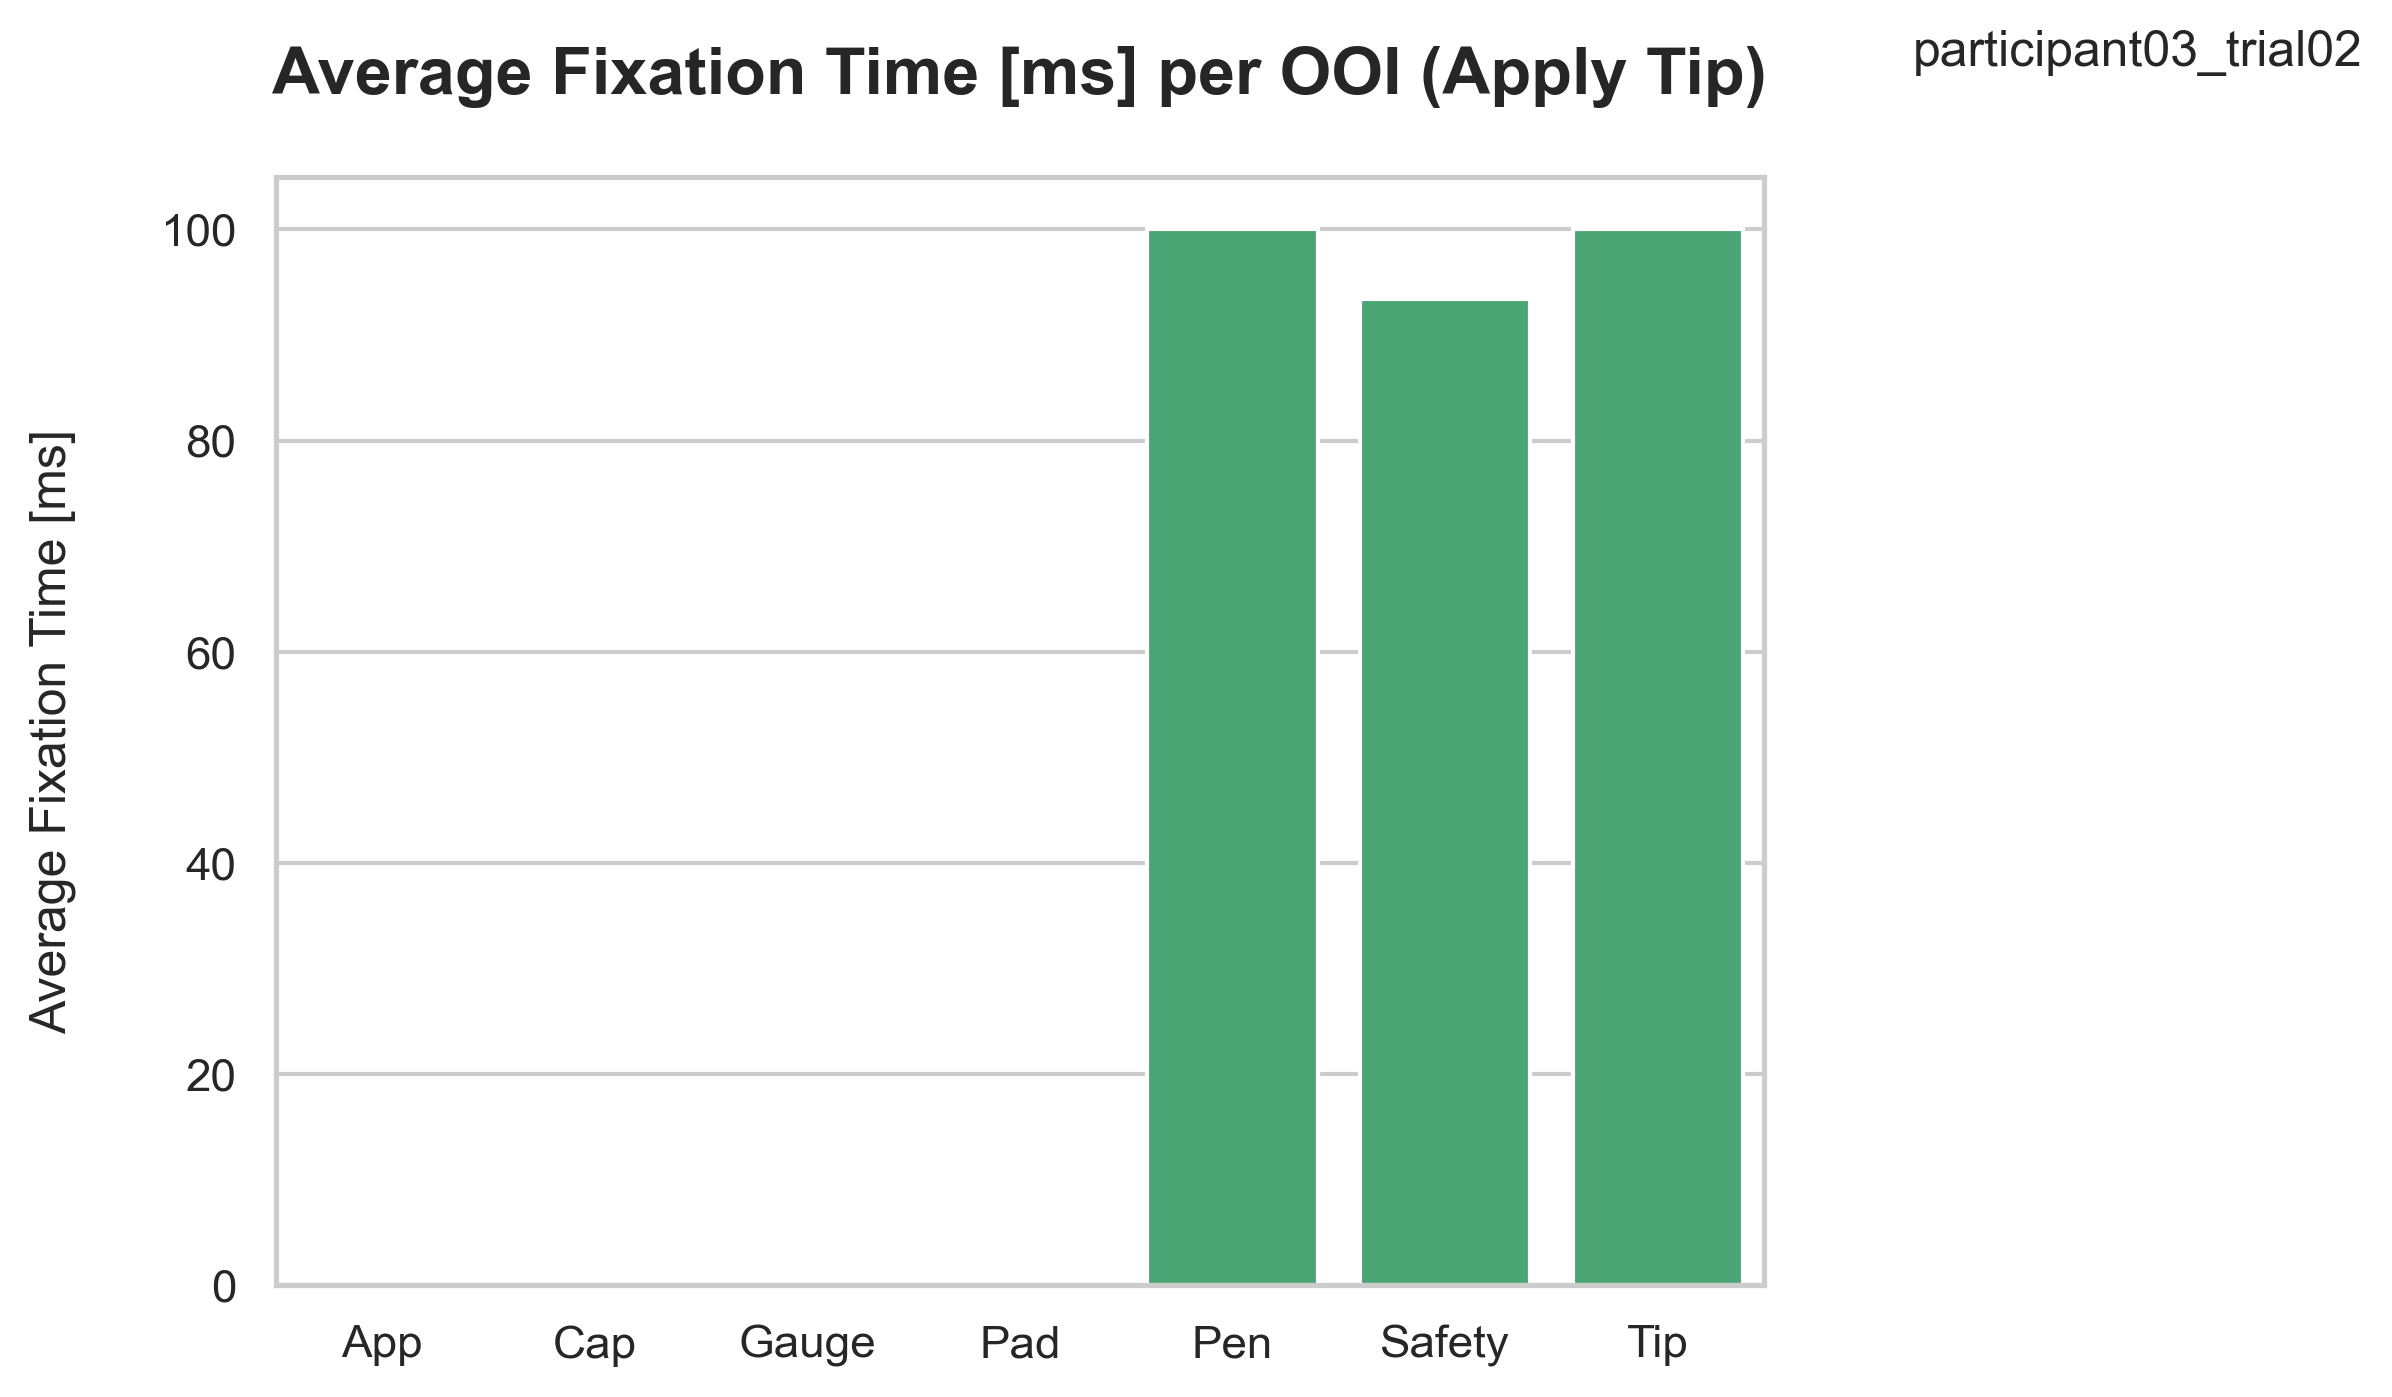 participant03_trial02
Average Fixation Time [ms] per OOI (Apply Tip)
Average Fixation Time [ms]
100
80
60
40
20
0
App Cap Gauge Pad Pen Safety Tip